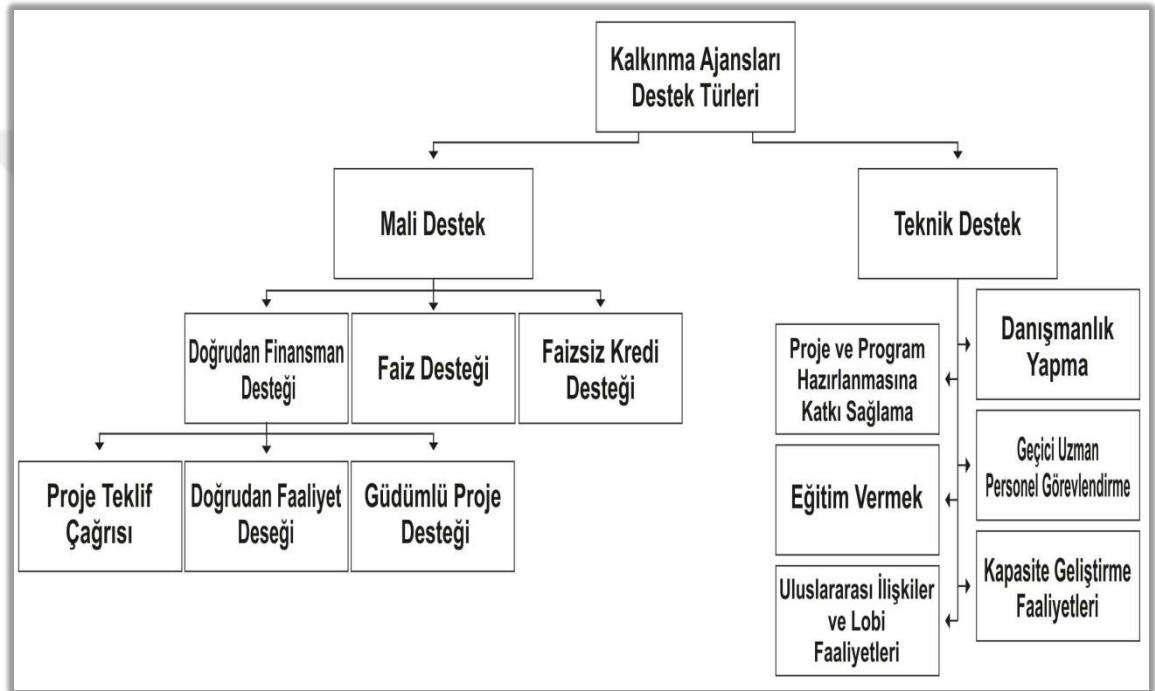 Kalkınma Ajansları
Destek Türleri
Mali Destek
Teknik Destek
Doğrudan Finansman
Desteği
Faiz Desteği
Faizsiz Kredi
Desteği
Proje Teklif
Çağrısı
Doğrudan Faaliyet
Deseği
Güdümlü Proje
Desteği
Danışmanlık
Yapma
Proje ve Program
Hazırlanmasına
Katkı Sağlama
Geçici Uzman
Personel Görevlendirme
Eğitim Vermek
Kapasite Geliştirme
Faaliyetleri
Uluslararası İlişkiler
ve Lobi
Faaliyetleri